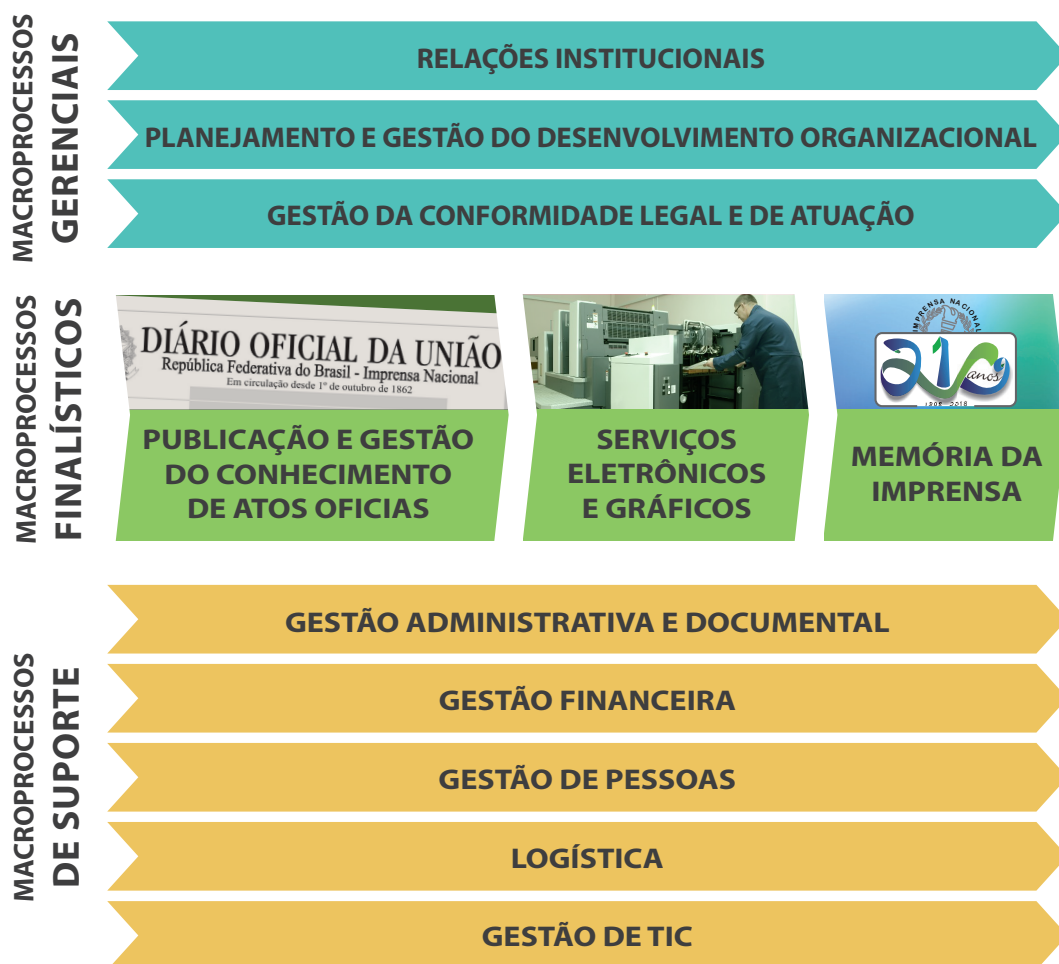 MACROPROCESSOS
GERENCIAIS
RELAÇÕES INSTITUCIONAIS
PLANEJAMENTO E GESTÃO DO DESENVOLVIMENTO ORGANIZACIONAL
GESTÃO DA CONFORMIDADE LEGAL E DE ATUAÇÃO
MACROPROCESSOS
FINALÍSTICOS
DIÁRIO OFICIAL DA UNIÃO
República Federativa do Brasil - Imprensa Nacional
Em circulação desde 1º de outubro de 1862
PUBLICAÇÃO E GESTÃO
DO CONHECIMENTO
DE ATOS OFICIAS
SERVIÇOS
ELETRÔNICOS
E GRÁFICOS
IMPRENSA NACIONAL
210
anos
1808 2018
MEMÓRIA DA
IMPRENSA
MACROPROCESSOS
DE SUPORTE
GESTÃO ADMINISTRATIVA E DOCUMENTAL
GESTÃO FINANCEIRA
GESTÃO DE PESSOAS
LOGÍSTICA
GESTÃO DE TIC